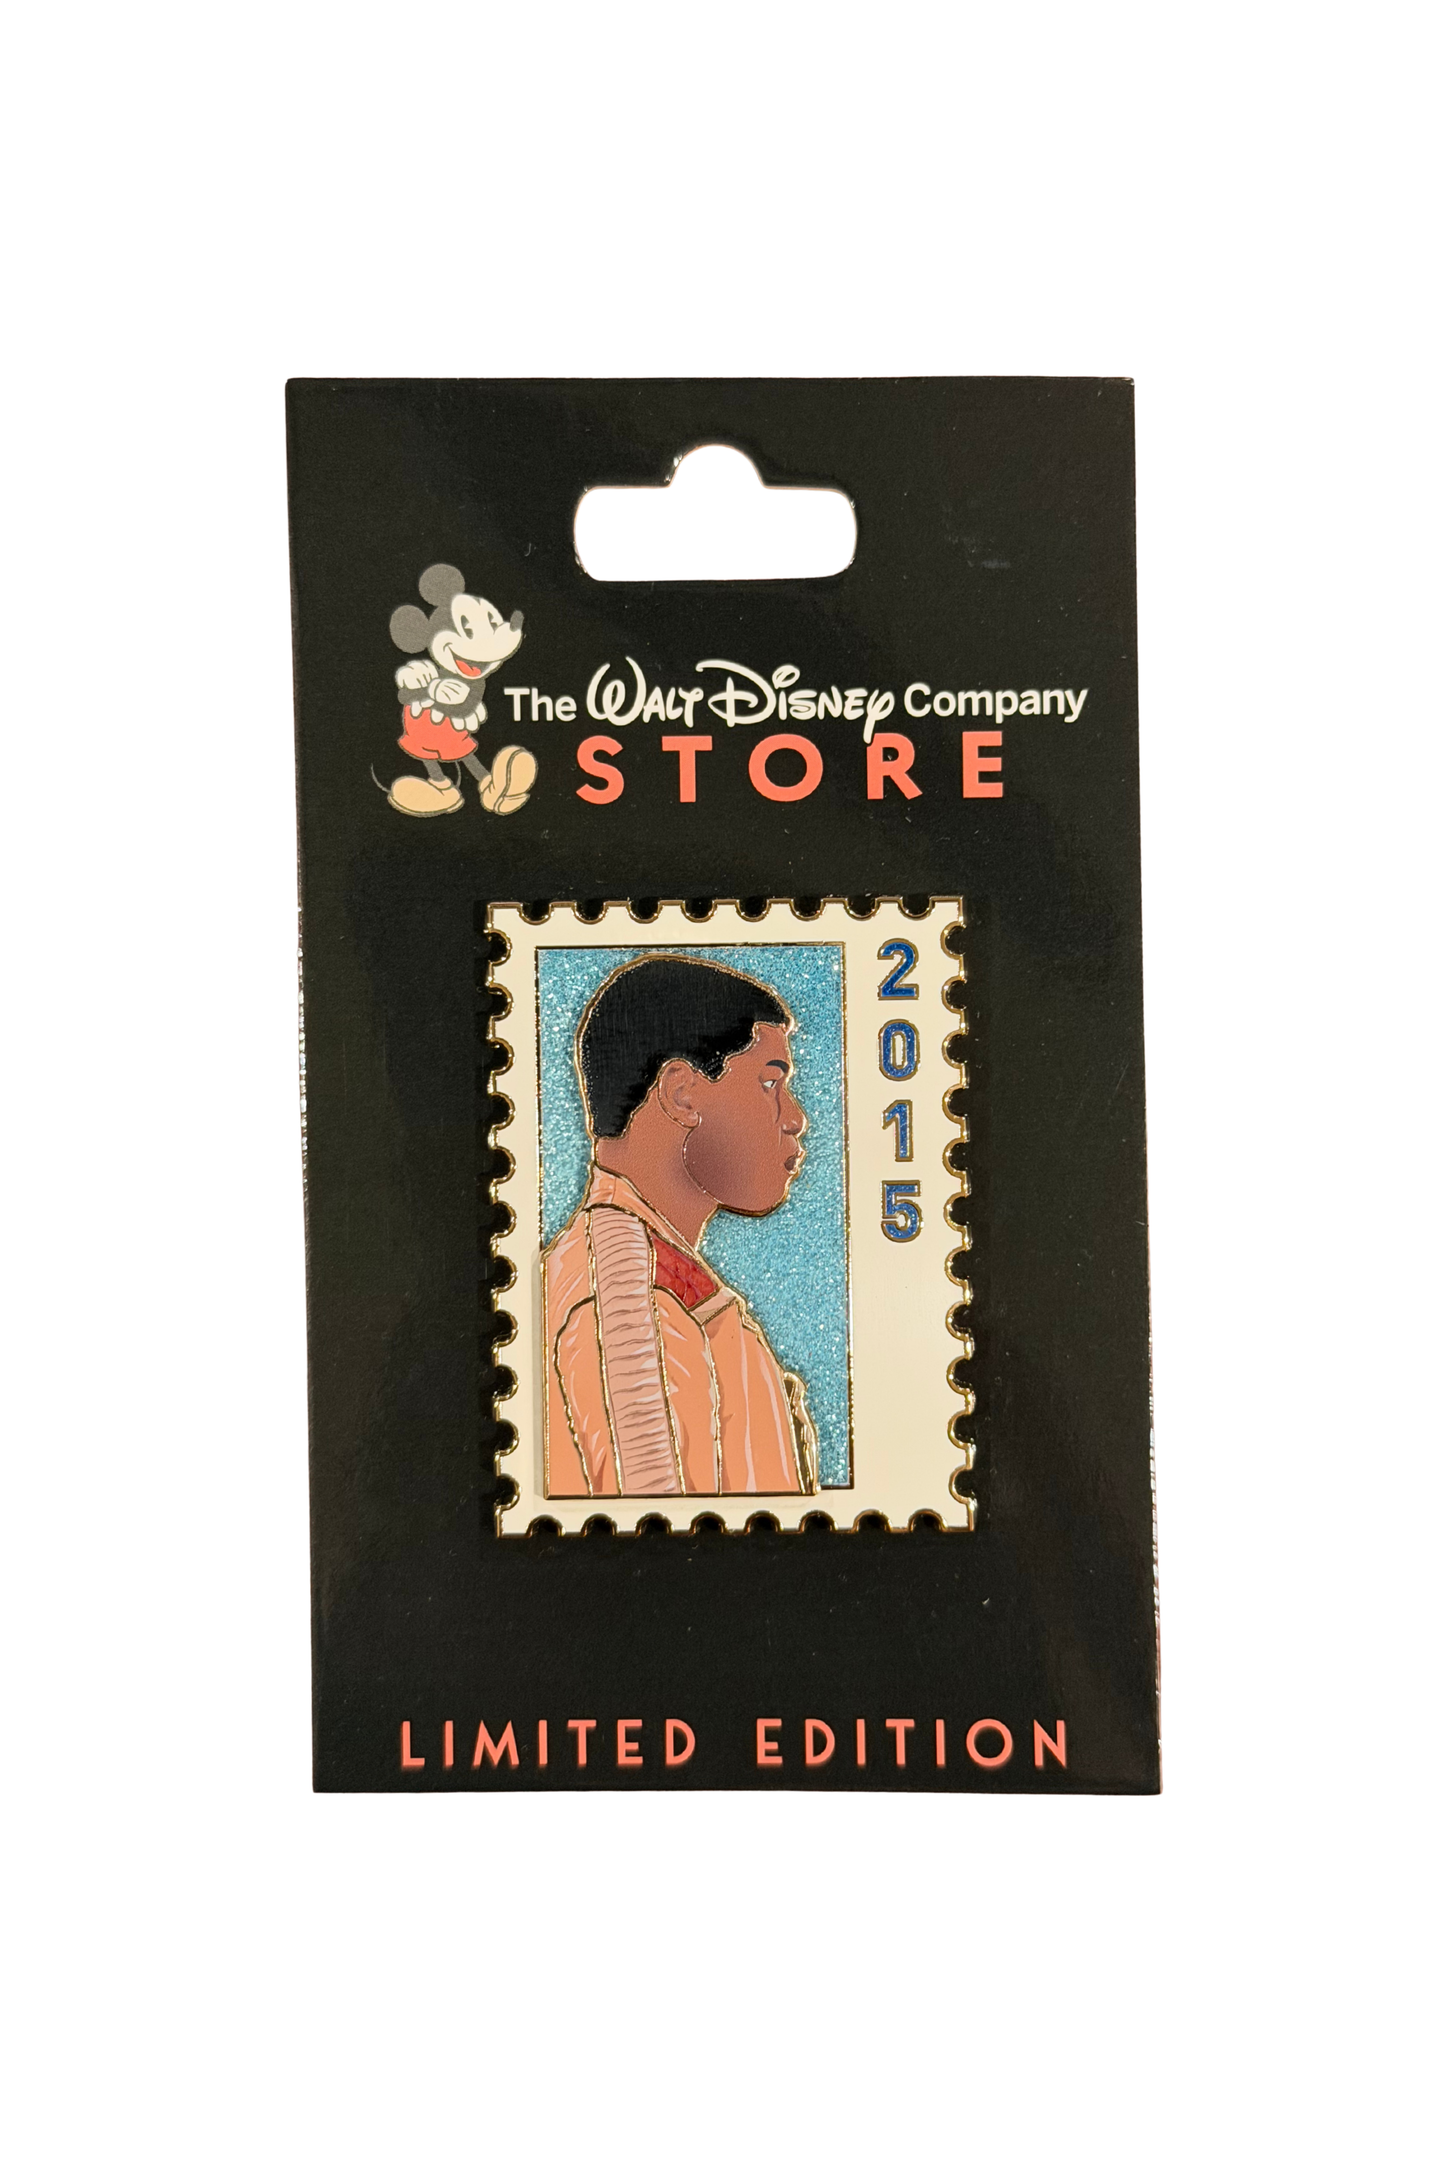 The WALT DISNEY Company
STORE
2015
LIMITED EDITION